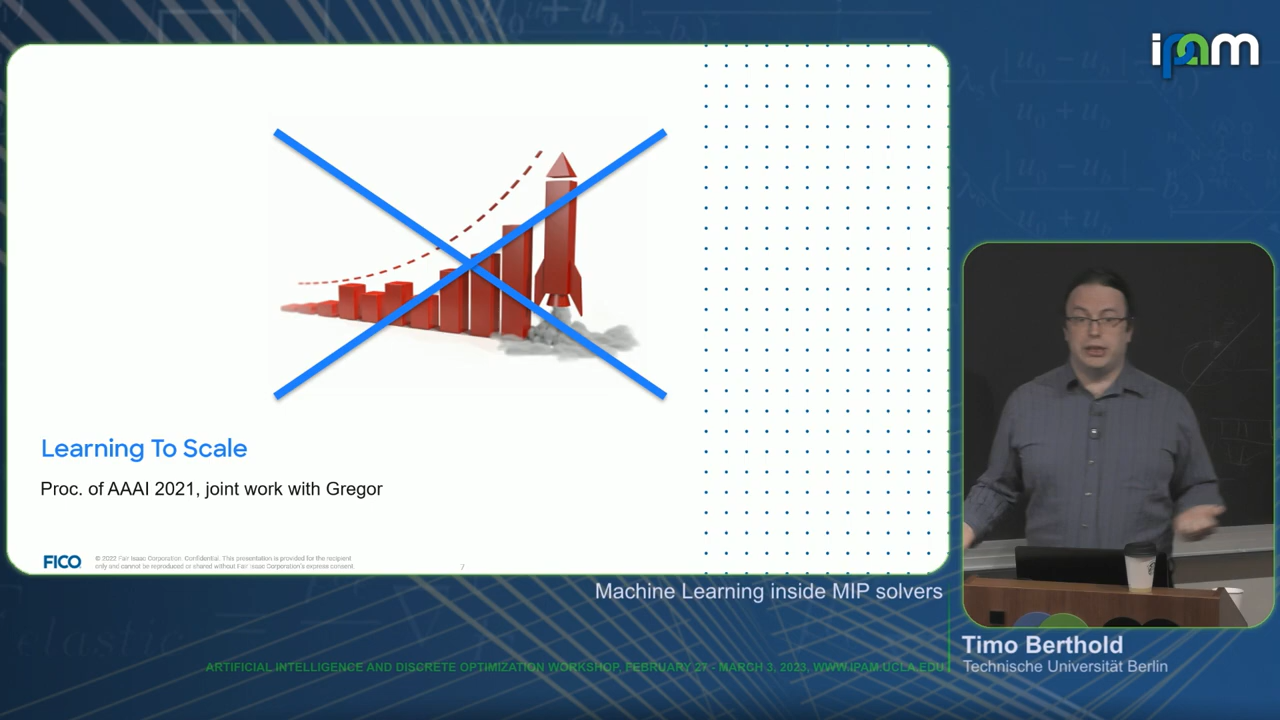 ipam
Learning To Scale
Proc. of AAAI 2021, joint work with Gregor
FICO
© 2022 Fair Isaac Corporation. Confidential. This presentation is provided for the recipient
only and cannot be reproduced or shared without Fair Isaac Corporation's express consent.
7
Machine Learning inside MIP solvers
Timo Berthold
Technische Universität Berlin
ARTIFICIAL INTELLIGENCE AND DISCRETE OPTIMIZATION WORKSHOP, FEBRUARY 27 - MARCH 3, 2023, WWW.IPAM.UCLA.EDU
elastic